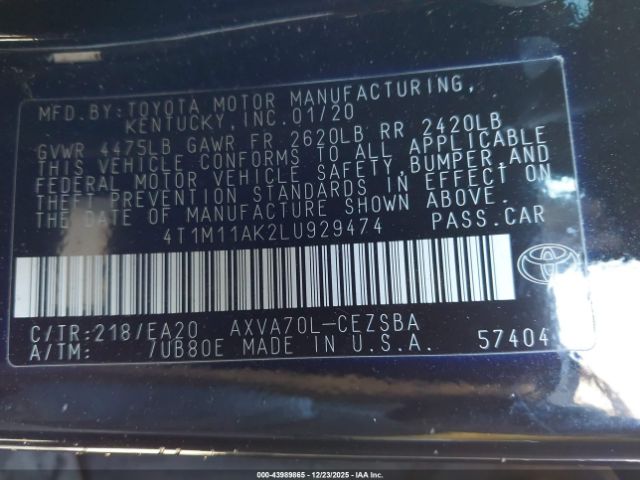 MFD.BY:TOYOTA MOTOR MANUFACTURING,
KENTUCKY,INC.01/20
GVWR 4475LB GAWR FR 2620LB RR 2420LB
THIS VEHICLE CONFORMS TO ALL APPLICABLE
FEDERAL MOTOR VEHICLE SAFETY,BUMPER,AND
THEFT PREVENTION STANDARDS IN EFFECT ON
THE DATE OF MANUFACTURE SHOWN ABOVE.
4T1M11AK2LU929474 PASS.CAR
C/TR:218/EA20 AXVA70L-CEZSBA
A/TM: /UB80E MADE IN U.S.A. 57404
000-43989865 - 12/23/2025 - IAA Inc.